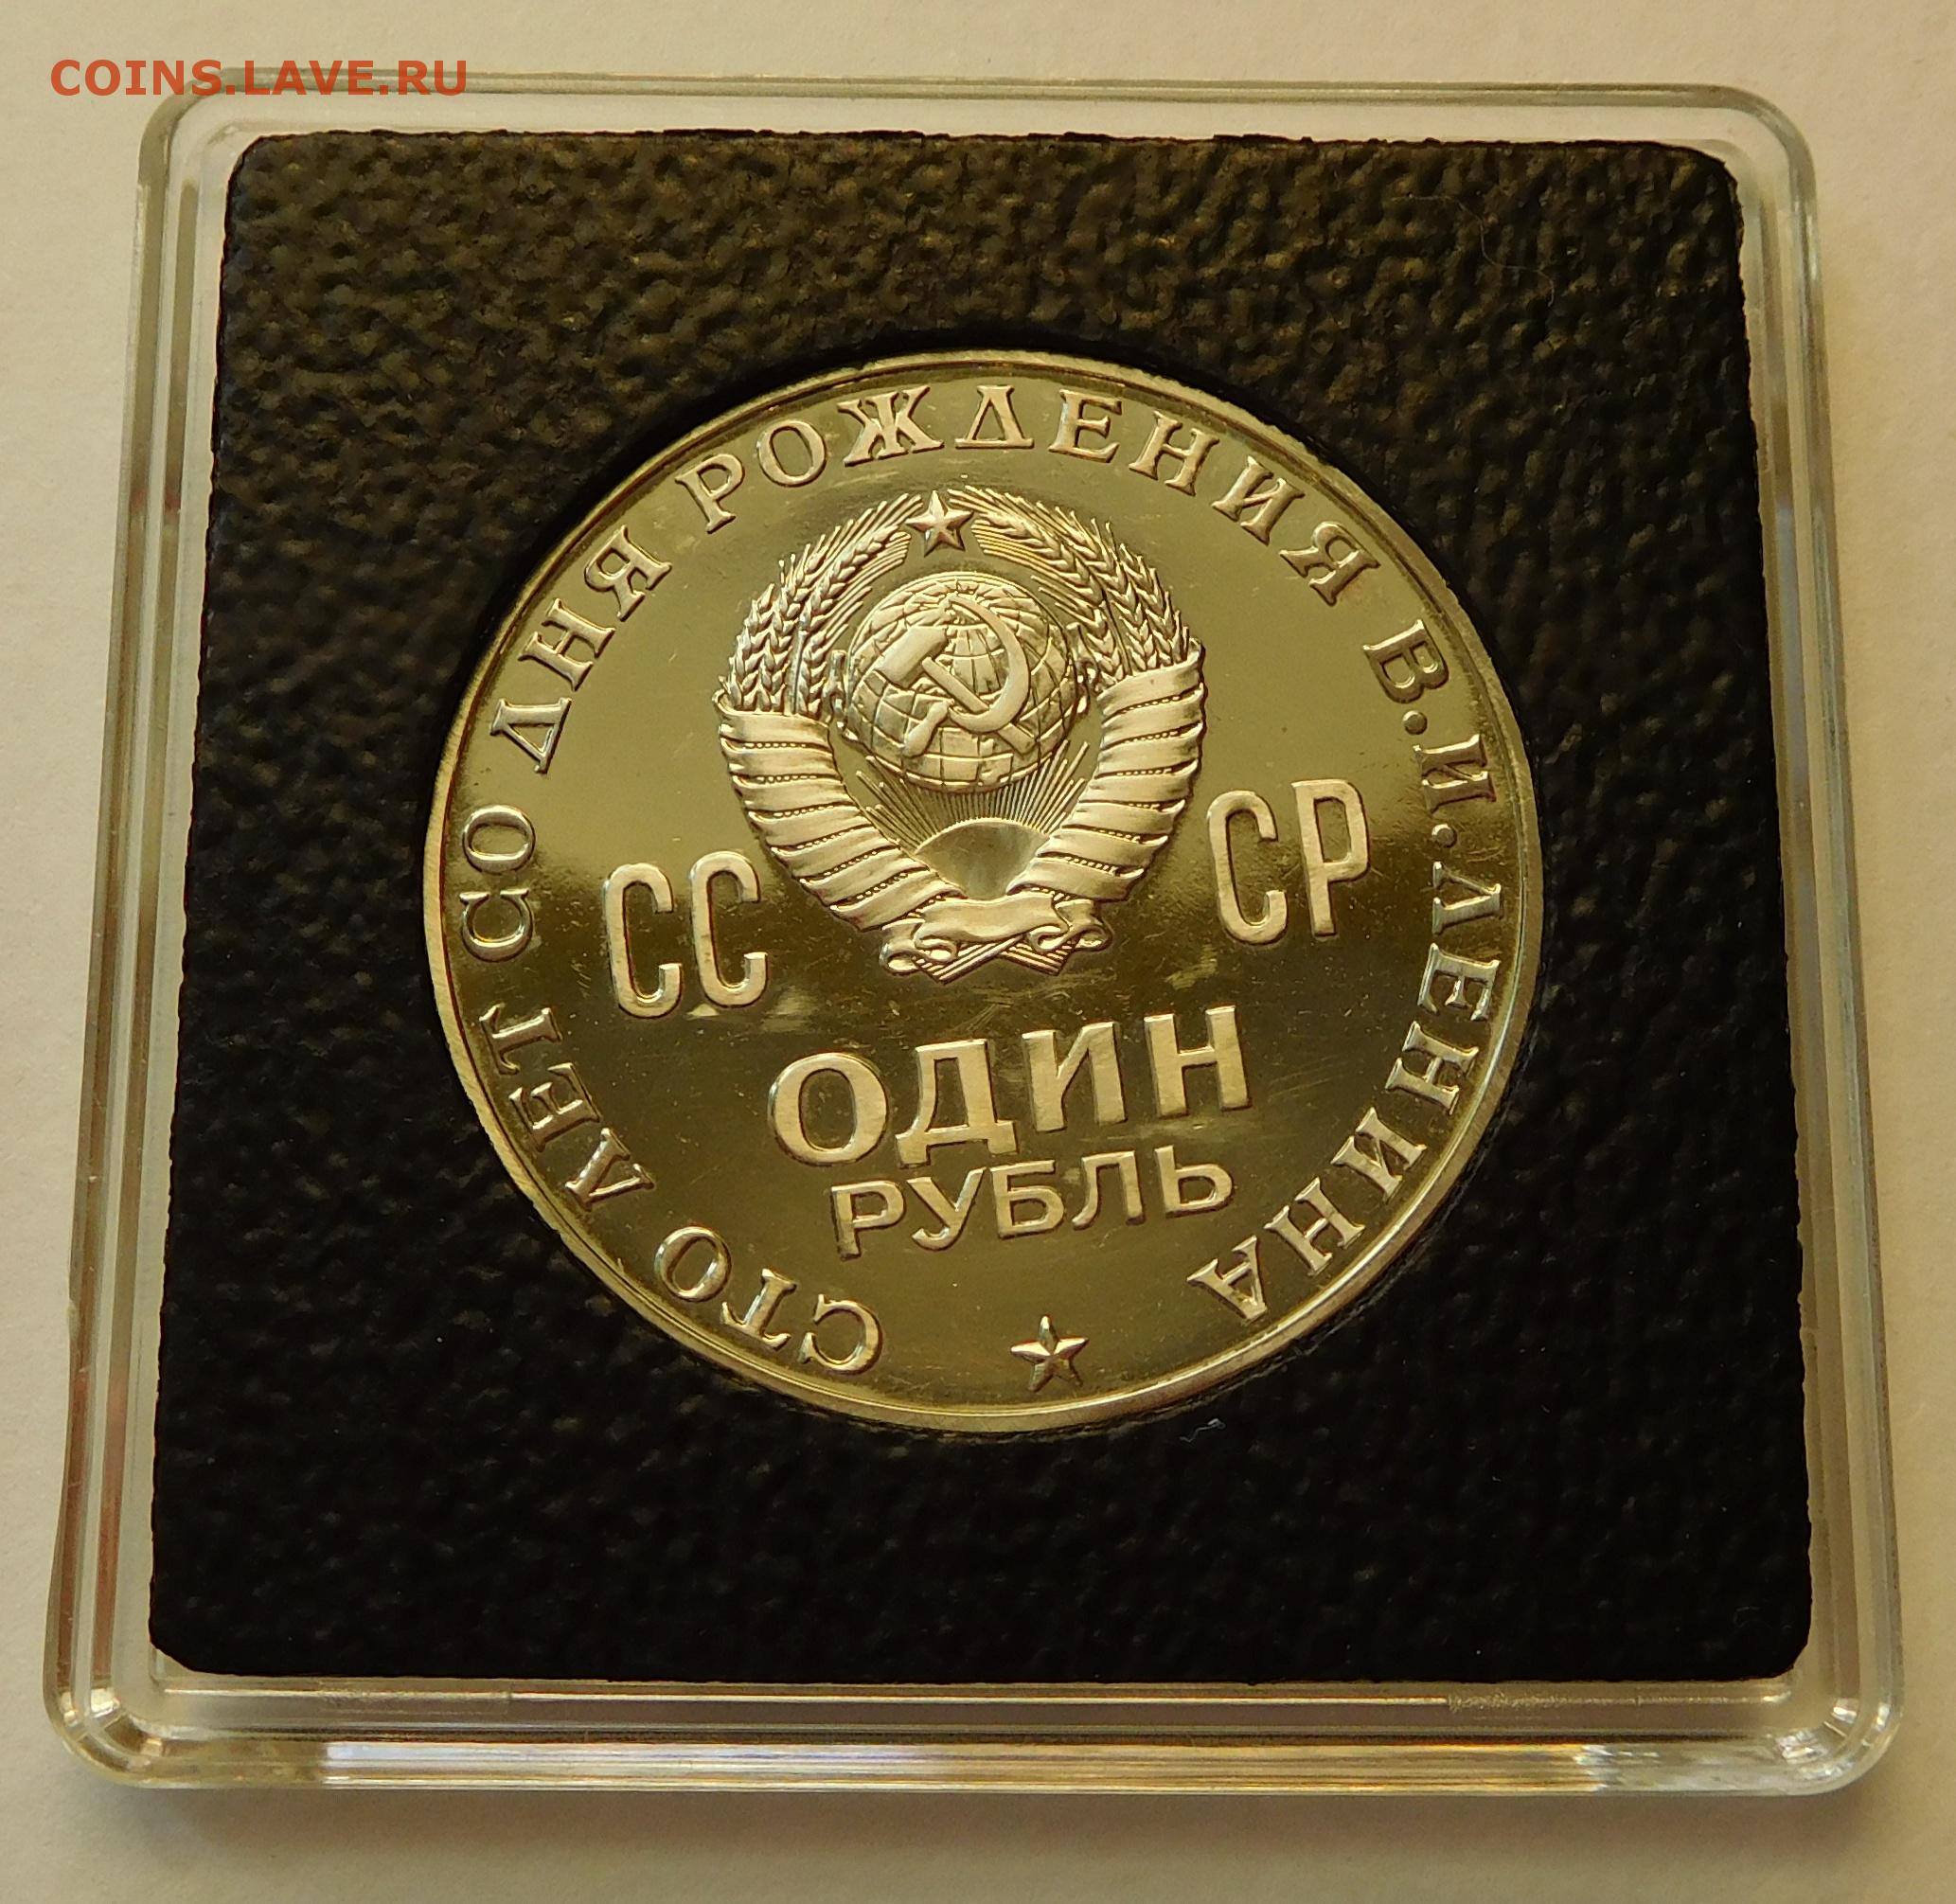 COINS.LAVE.RU
СТО ЛЕТ СО ДНЯ РОЖДЕНИЯ В.И.ЛЕНИНА
СС СР
ОДИН
РУБЛЬ